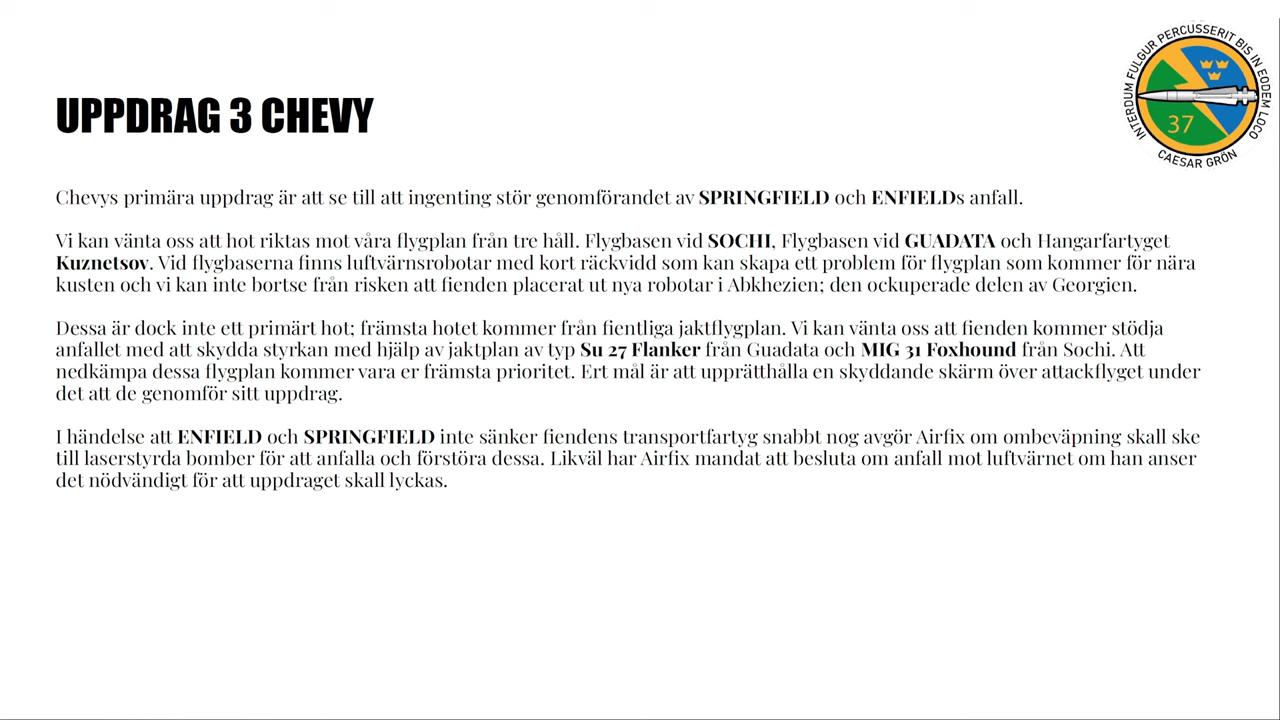 INTERDUM FULGUR PERCUSSERIT BIS IN EODEM LOCO
37
CAESAR GRÖN
UPPDRAG 3 CHEVY
Chevys primära uppdrag är att se till att ingenting stör genomförandet av SPRINGFIELD och ENFIELDs anfall.
Vi kan vänta oss att hot riktas mot våra flygplan från tre håll. Flygbasen vid SOCHI, Flygbasen vid GUADATA och Hangarfartyget
Kuznetsov. Vid flygbaserna finns luftvärnsrobotar med kort räckvidd som kan skapa ett problem för flygplan som kommer för nära
kusten och vi kan inte bortse från risken att fienden placerat ut nya robotar i Abkhezien; den ockuperade delen av Georgien.
Dessa är dock inte ett primärt hot; främsta hotet kommer från fientliga jaktflygplan. Vi kan vänta oss att fienden kommer stödja
anfallet med att skydda styrkan med hjälp av jaktplan av typ Su 27 Flanker från Guadata och MIG 31 Foxhound från Sochi. Att
nedkämpa dessa flygplan kommer vara er främsta prioritet. Ert mål är att upprätthålla en skyddande skärm över attackflyget under
det att de genomför sitt uppdrag.
I händelse att ENFIELD och SPRINGFIELD inte sänker fiendens transportfartyg snabbt nog avgör Airfix om ombeväpning skall ske
till laserstyrda bomber för att anfalla och förstöra dessa. Likväl har Airfix mandat att besluta om anfall mot luftvärnet om han anser
det nödvändigt för att uppdraget skall lyckas.